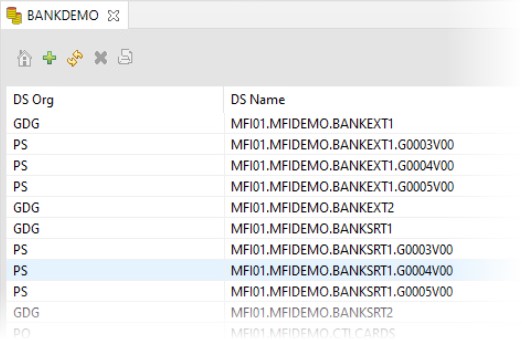 BANKDEMO
DS Org DS Name
GDG MFI01.MFIDEMO.BANKEXT1
PS MFI01.MFIDEMO.BANKEXT1.G0003V00
PS MFI01.MFIDEMO.BANKEXT1.G0004V00
PS MFI01.MFIDEMO.BANKEXT1.G0005V00
GDG MFI01.MFIDEMO.BANKEXT2
GDG MFI01.MFIDEMO.BANKSRT1
PS MFI01.MFIDEMO.BANKSRT1.G0003V00
PS MFI01.MFIDEMO.BANKSRT1.G0004V00
PS MFI01.MFIDEMO.BANKSRT1.G0005V00
GDG MFI01.MFIDEMO.BANKSRT2
PO MFI01.MFIDEMO.CTLCARDS